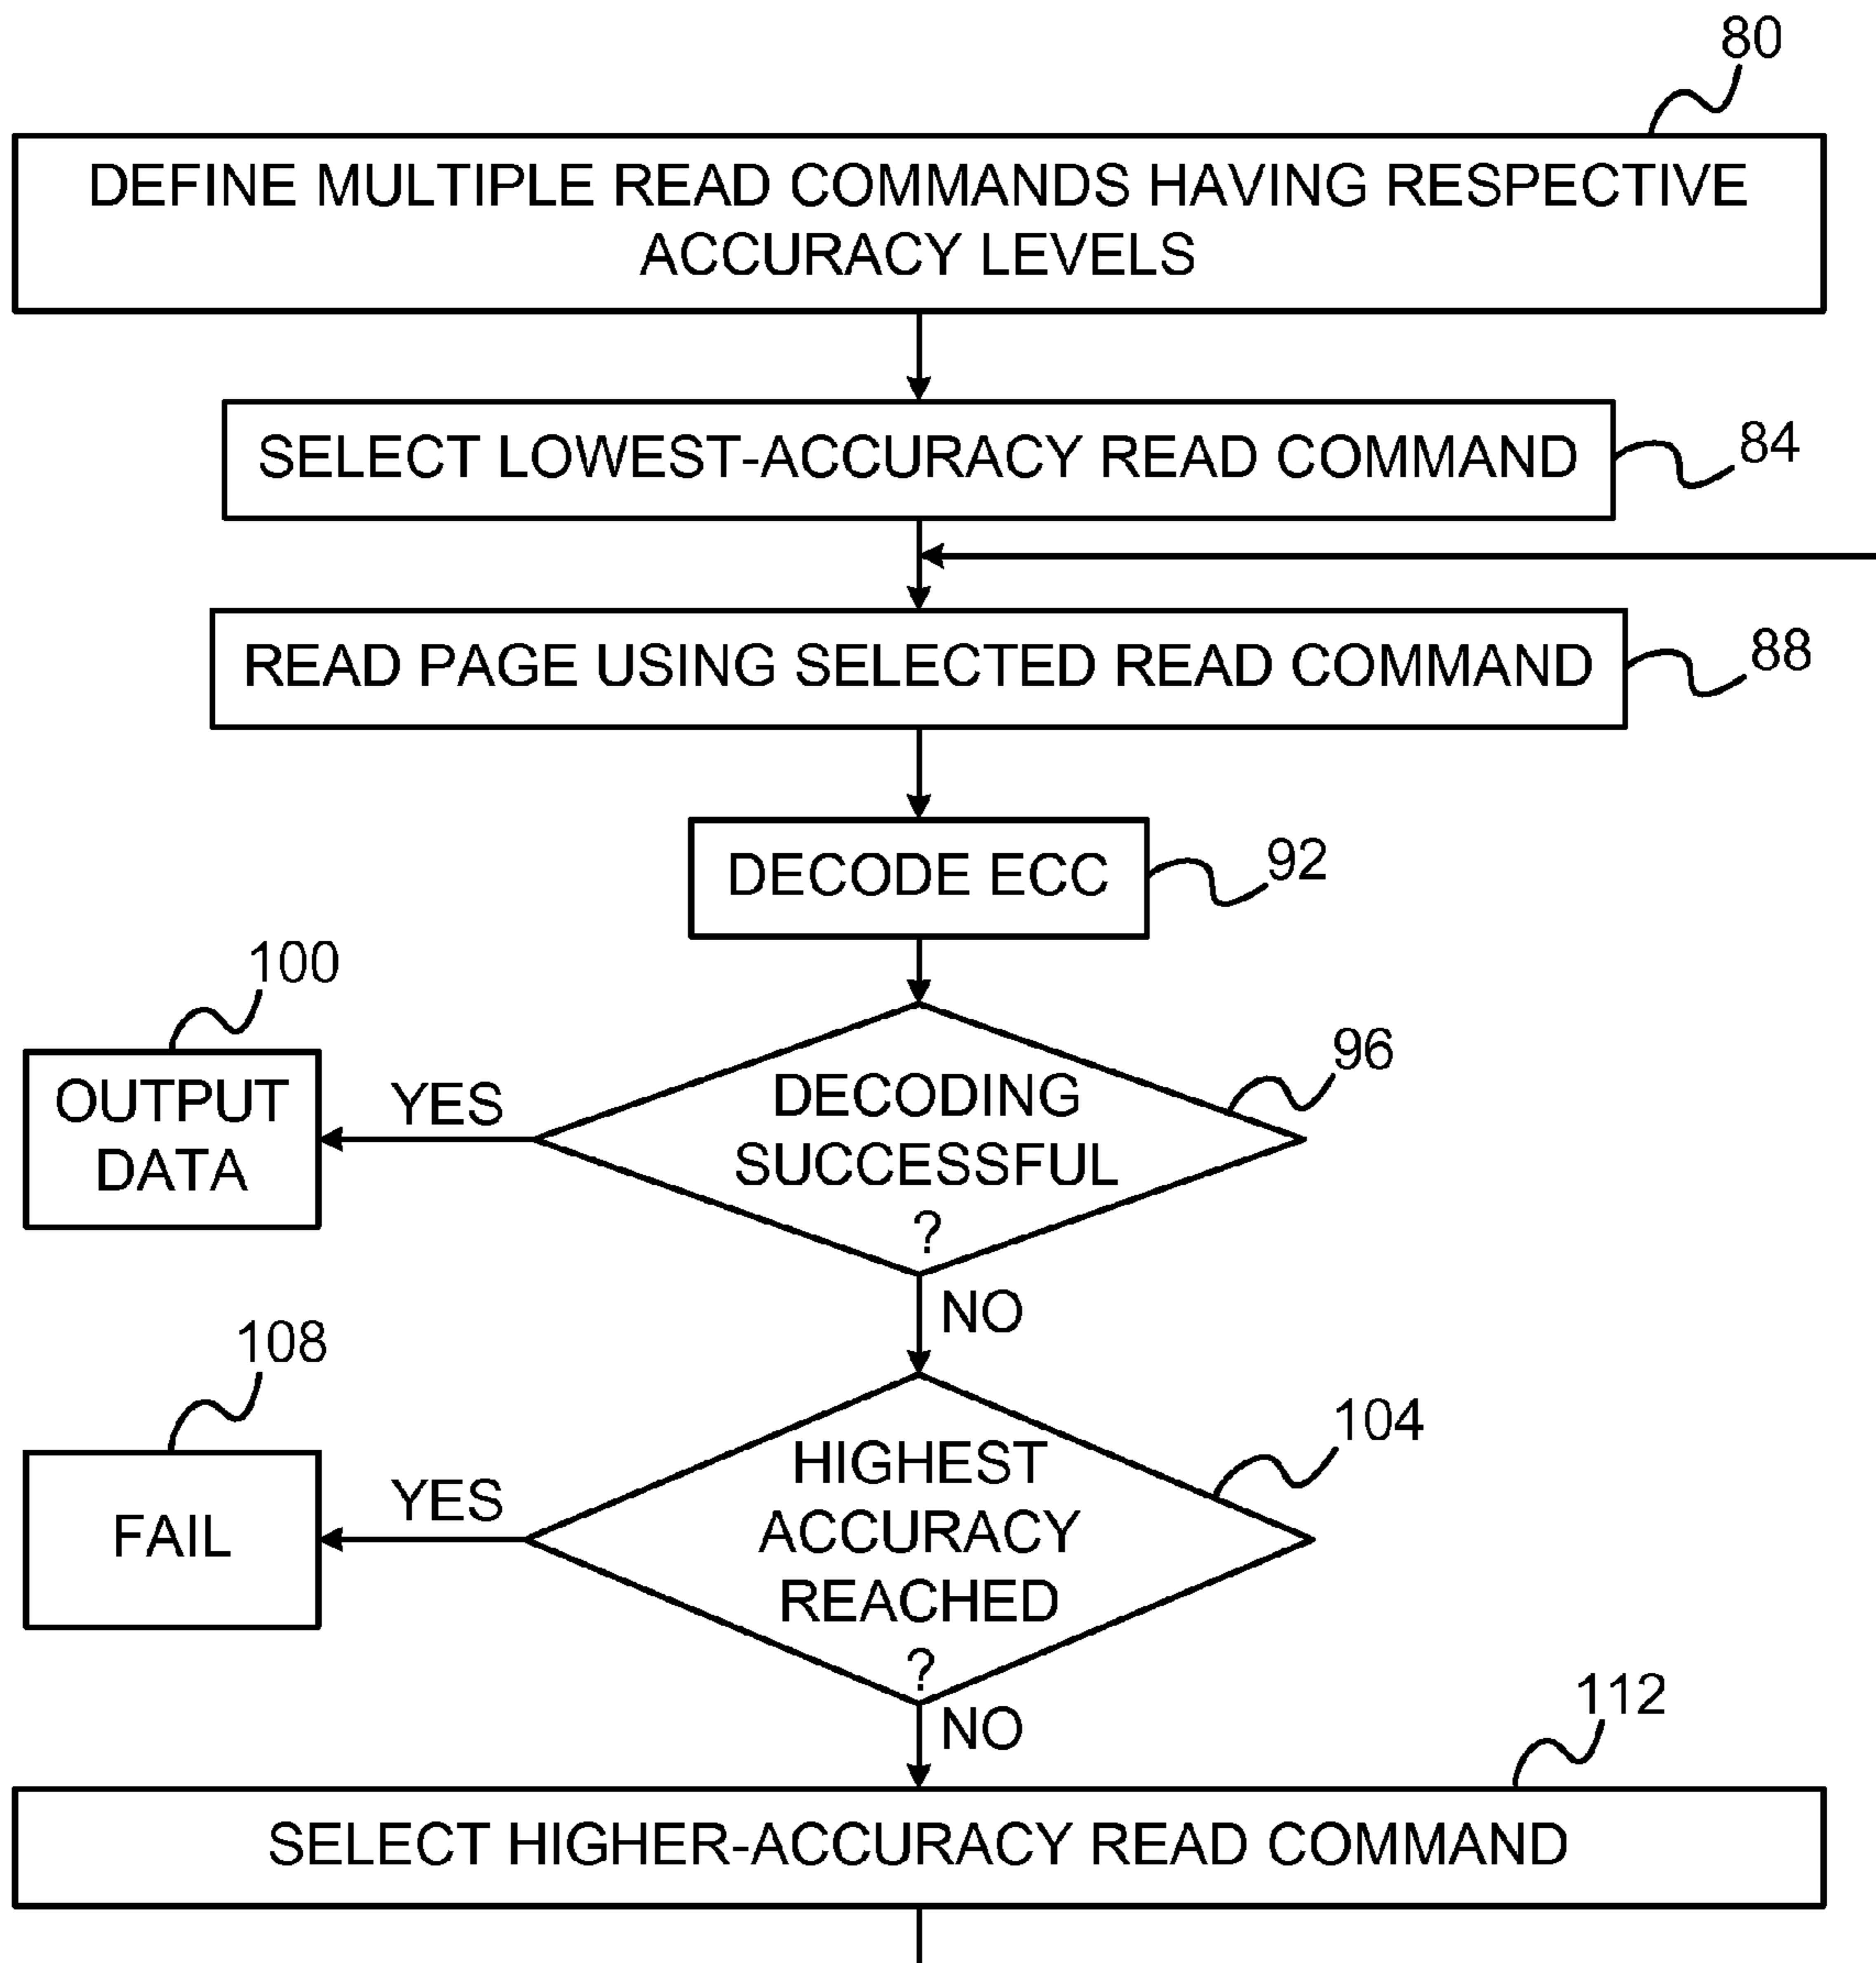 80
DEFINE MULTIPLE READ COMMANDS HAVING RESPECTIVE
ACCURACY LEVELS
SELECT LOWEST-ACCURACY READ COMMAND
84
READ PAGE USING SELECTED READ COMMAND
88
DECODE ECC
92
100
OUTPUT
DATA
YES
DECODING
SUCCESSFUL
?
96
NO
108
FAIL
YES
HIGHEST
ACCURACY
REACHED
?
104
NO
112
SELECT HIGHER-ACCURACY READ COMMAND